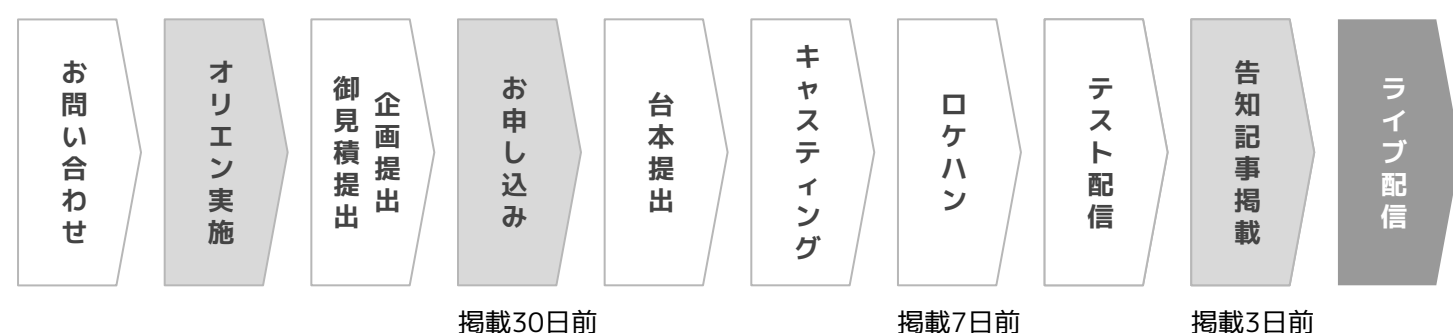 お問い合わせ
オリエン実施
企画提出
御見積提出
お申し込み
台本提出
キャスティング
ロケハン
テスト配信
告知記事掲載
ライブ配信
掲載30日前
掲載7日前
掲載3日前